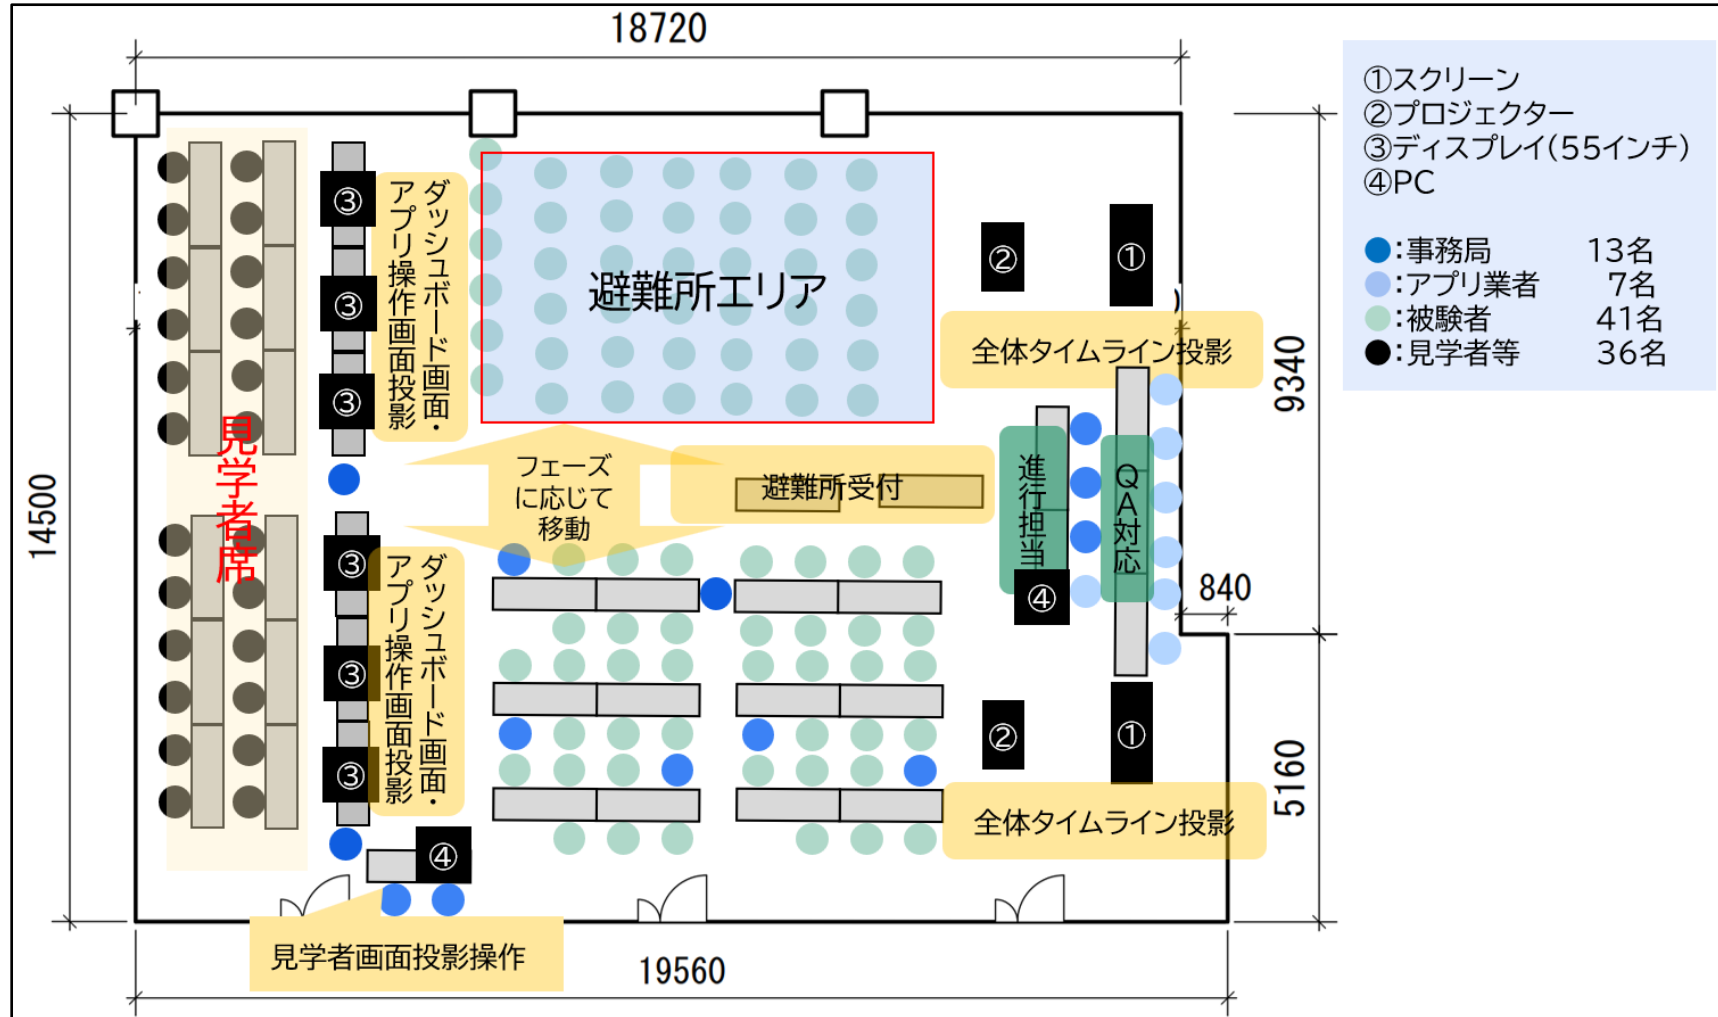 18720
①スクリーン
②プロジェクター
③ディスプレイ(55インチ)
④PC
●:事務局 13名
●:アプリ業者 7名
●:被験者 41名
●:見学者等 36名
③
③
③
ダッシュボード画面・
アプリ操作画面投影
避難所エリア
②
①
全体タイムライン投影
9340
見学者席
14500
フェーズ
に応じて
移動
避難所受付
進行担当
QA対応
④
840
③
③
③
ダッシュボード画面・
アプリ操作画面投影
②
①
全体タイムライン投影
5160
④
見学者画面投影操作
19560